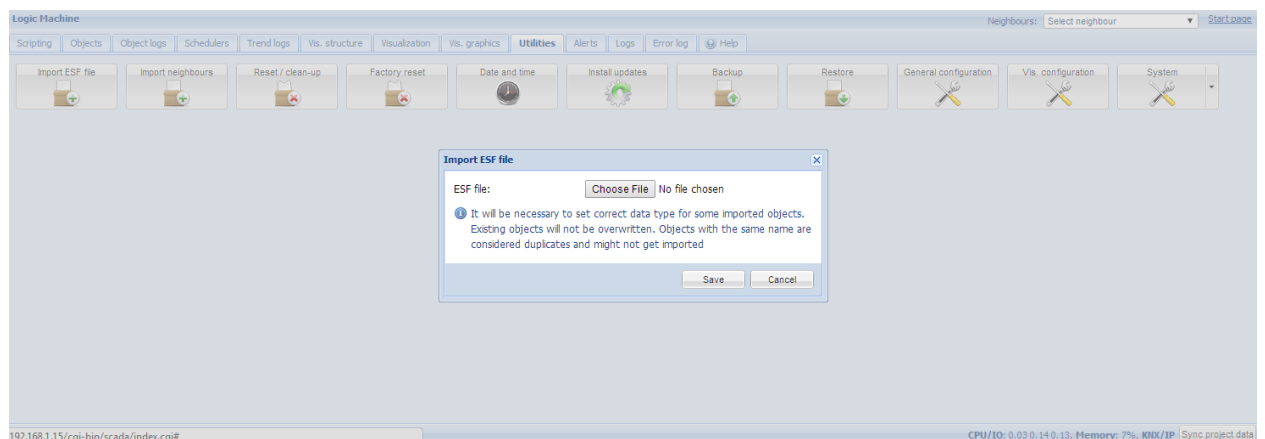 Logic Machine
Neighbours: Select neighbour Start page
Scripting Objects Object logs Schedulers Trend logs Vis. structure Visualization Vis. graphics Utilities Alerts Logs Error log Help
Import ESF file Import neighbours Reset / clean-up Factory reset Date and time Install updates Backup Restore General configuration Vis. configuration System
Import ESF file
ESF file: Choose File No file chosen
It will be necessary to set correct data type for some imported objects.
Existing objects will not be overwritten. Objects with the same name are
considered duplicates and might not get imported
Save Cancel
192.168.1.15/cgi-bin/scada/index.cgi#
CPU/IO: 0.03 0.14 0.13, Memory: 7%, KNX/IP Sync project data